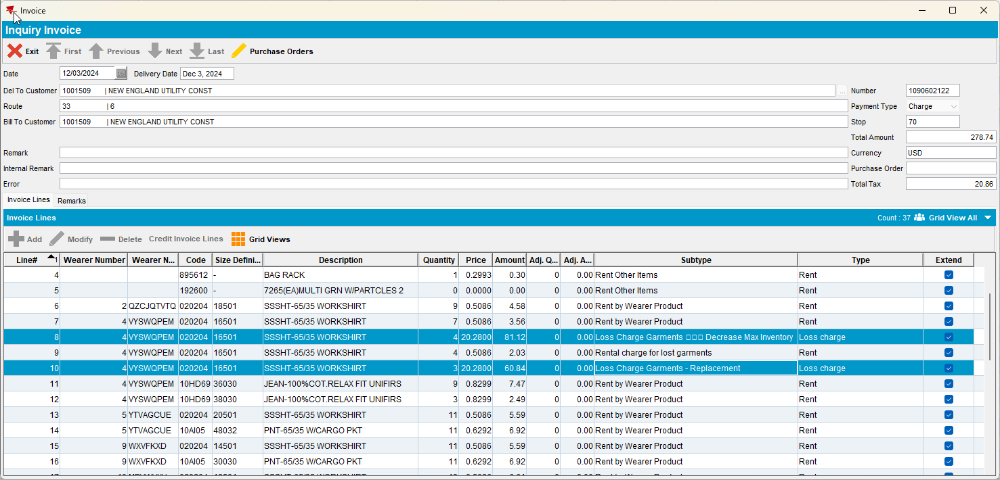 Invoice
Inquiry Invoice
Exit First Previous Next Last Purchase Orders
Date 12/03/2024 16 Delivery Date Dec 3, 2024
Del To Customer 1001509 | NEW ENGLAND UTILITY CONST ... Number 1090602122
Route 33 | 6 Payment Type Charge
Bill To Customer 1001509 | NEW ENGLAND UTILITY CONST Stop 70
Total Amount 278.74
Remark Currency USD
Internal Remark Purchase Order
Error Total Tax 20.86
Invoice Lines Remarks
Invoice Lines Count : 37 Grid View All
Add Modify Delete Credit Invoice Lines Grid Views
Line# 1 Wearer Number Wearer N... Code Size Defini... Description Quantity Price Amount Adj. Q... Adj. A... Subtype Type Extend
4 895612 - BAG RACK 1 0.2993 0.30 0 0.00 Rent Other Items Rent
5 192600 - 7265(EA)MULTI GRN W/PARTCLES 2 0 0.0000 0.00 0 0.00 Rent Other Items Rent
6 2 QZCJQTVTQ 020204 18501 SSSHT-65/35 WORKSHIRT 9 0.5086 4.58 0 0.00 Rent by Wearer Product Rent
7 4 VYSWQPEM 020204 16501 SSSHT-65/35 WORKSHIRT 7 0.5086 3.56 0 0.00 Rent by Wearer Product Rent
8 4 VYSWQPEM 020204 16501 SSSHT-65/35 WORKSHIRT 4 20.2800 81.12 0 0.00 Loss Charge Garments □□□ Decrease Max Inventory Loss charge
9 4 VYSWQPEM 020204 16501 SSSHT-65/35 WORKSHIRT 4 0.5086 2.03 0 0.00 Rental charge for lost garments Rent
10 4 VYSWQPEM 020204 16501 SSSHT-65/35 WORKSHIRT 3 20.2800 60.84 0 0.00 Loss Charge Garments - Replacement Loss charge
11 4 VYSWQPEM 10HD69 36030 JEAN-100%COT.RELAX FIT UNIFIRS 9 0.8299 7.47 0 0.00 Rent by Wearer Product Rent
12 4 VYSWQPEM 10HD69 38030 JEAN-100%COT.RELAX FIT UNIFIRS 3 0.8299 2.49 0 0.00 Rent by Wearer Product Rent
13 5 YTVAGCUE 020204 20501 SSSHT-65/35 WORKSHIRT 11 0.5086 5.59 0 0.00 Rent by Wearer Product Rent
14 5 YTVAGCUE 10AI05 48032 PNT-65/35 W/CARGO PKT 11 0.6292 6.92 0 0.00 Rent by Wearer Product Rent
15 9 WXVFKXD 020204 14501 SSSHT-65/35 WORKSHIRT 11 0.5086 5.59 0 0.00 Rent by Wearer Product Rent
16 9 WXVFKXD 10AI05 30030 PNT-65/35 W/CARGO PKT 11 0.6292 6.92 0 0.00 Rent by Wearer Product Rent